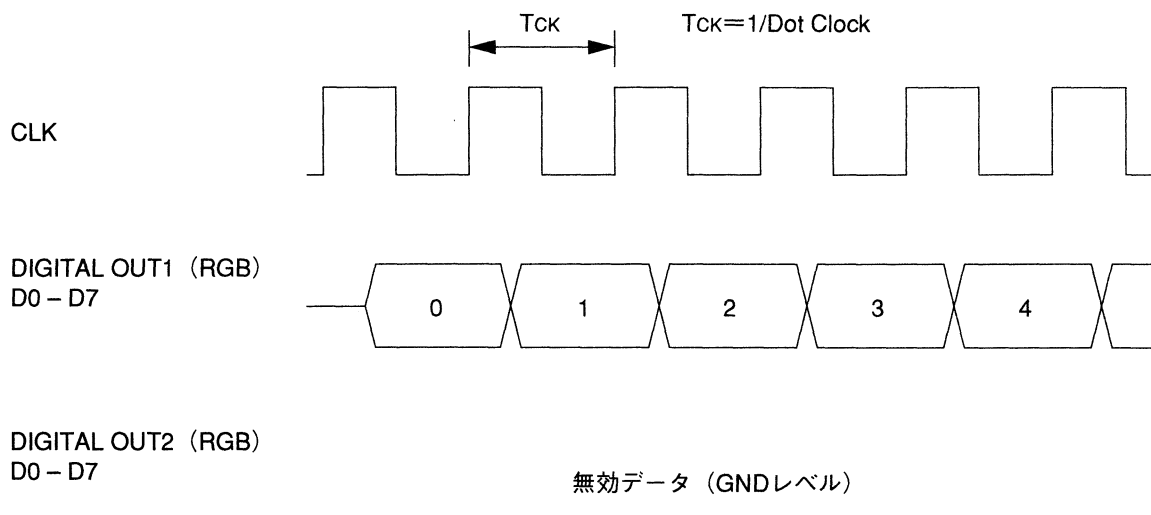 TCK
TCK＝1/Dot Clock
CLK
DIGITAL OUT1（RGB）
D0 – D7
0 1 2 3 4
DIGITAL OUT2（RGB）
D0 – D7
無効データ（GNDレベル）